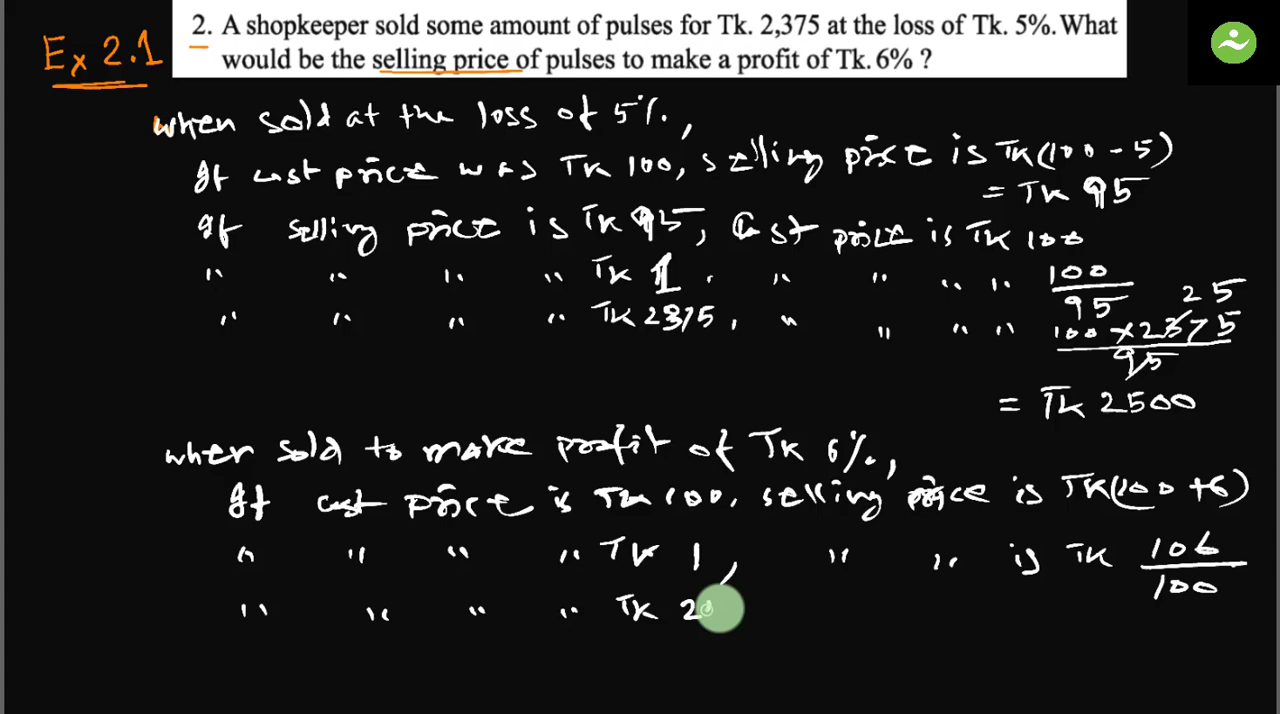 Ex 2.1
2. A shopkeeper sold some amount of pulses for Tk. 2,375 at the loss of Tk. 5%. What
would be the selling price of pulses to make a profit of Tk. 6% ?
when sold at the loss of 5%,
If cost price was Tk 100, selling price is Tk (100 - 5)
= Tk 95
If selling price is Tk 95, Cost price is Tk 100
" " " " Tk 1, " " " " 100/95
" " " " Tk 2375, " " " " 100 × 2375/95
25
= Tk 2500
when sold to make profit of Tk 6%,
If cost price is Tk 100, selling price is Tk (100 + 6)
" " " " Tk 1, " " is Tk 106/100
" " " " Tk 2